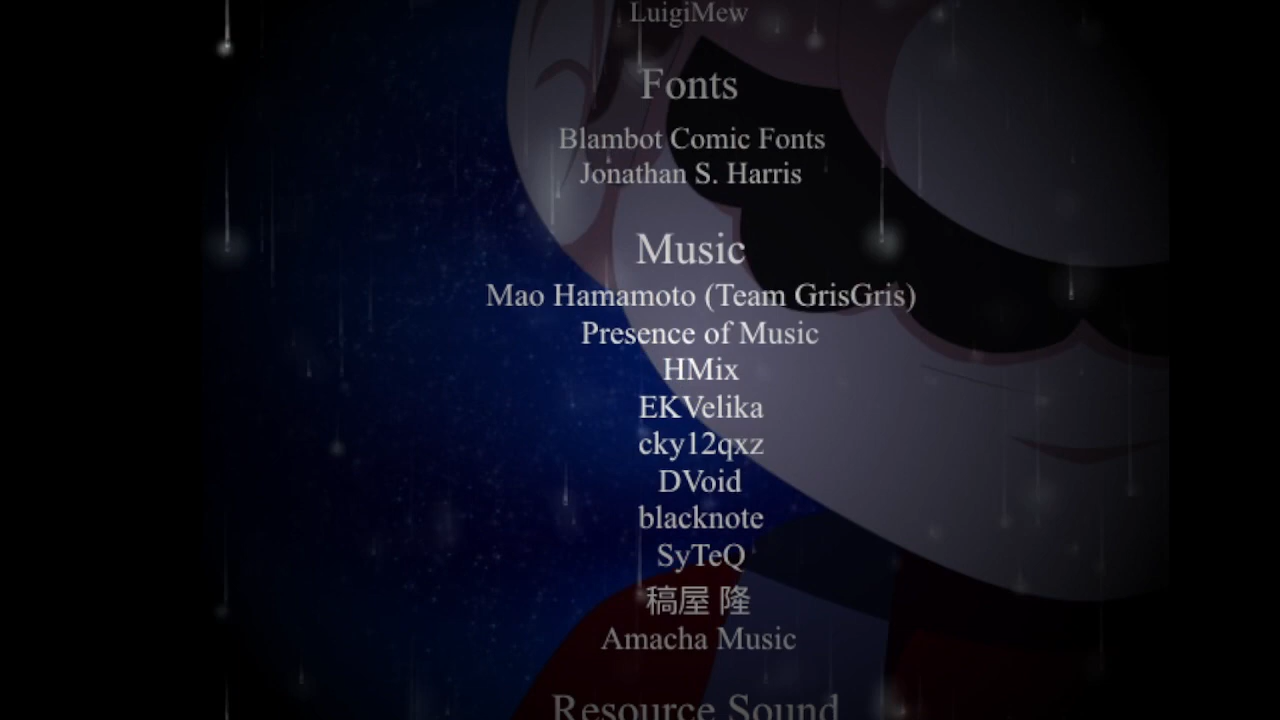 LuigiMew
Fonts
Blambot Comic Fonts
Jonathan S. Harris
Music
Mao Hamamoto (Team GrisGris)
Presence of Music
HMix
EKVelika
cky12qxz
DVoid
blacknote
SyTeQ
稿屋 隆
Amacha Music
Resource Sound